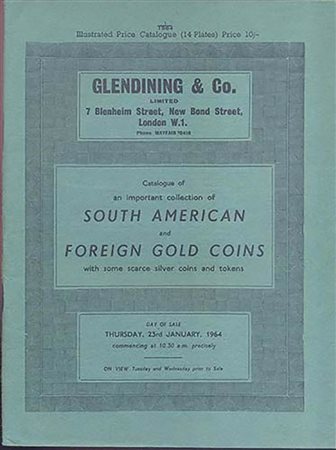 Illustrated Price Catalogue (14 Plates) Price 10/-
GLENDINING & Co.
LIMITED
7 Blenheim Street, New Bond Street,
London W.1.
Phone MAYFAIR
Catalogue of
an important collection of
SOUTH AMERICAN
and
FOREIGN GOLD COINS
with some scarce silver coins and tokens
DAY OF SALE
THURSDAY, 23rd JANUARY, 1964
commencing at 10.30 a.m. precisely
ON VIEW, Tuesday and Wednesday prior to Sale